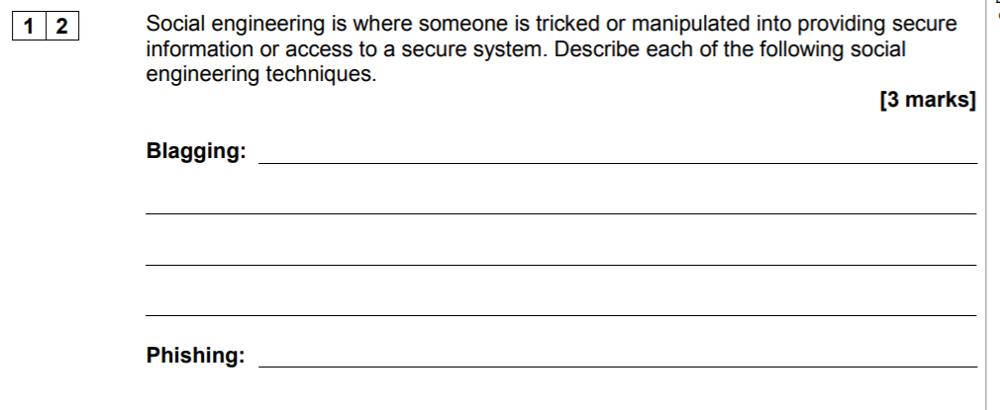 1 2 Social engineering is where someone is tricked or manipulated into providing secure
information or access to a secure system. Describe each of the following social
engineering techniques.
[3 marks]
Blagging:
Phishing: